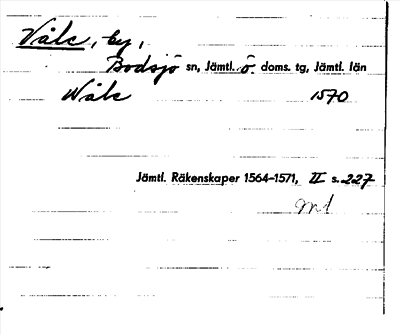 Våle, by,
Bodsjö sn, Jämtl. ö. doms. tg, Jämtl. län
Wåle 1570
Jämtl. Räkenskaper 1564–1571, II s. 227